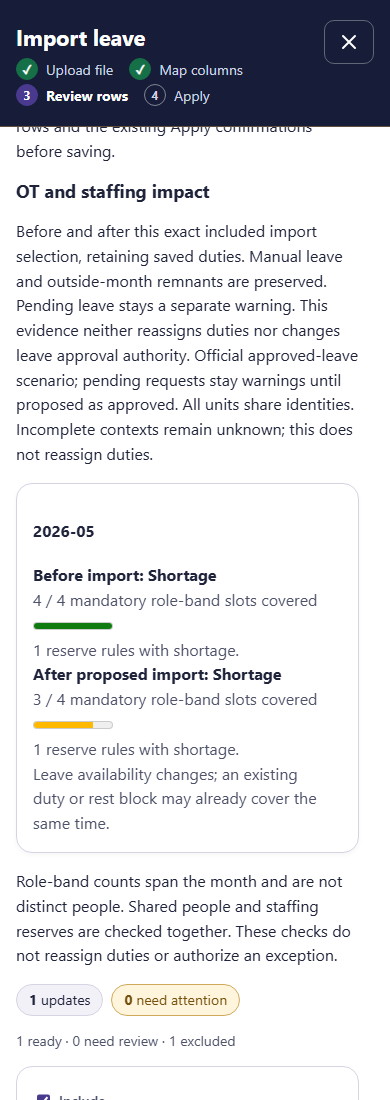 Import leave
Upload file
Map columns
3 Review rows
4 Apply
rows and the existing Apply confirmations
before saving.
OT and staffing impact
Before and after this exact included import
selection, retaining saved duties. Manual leave
and outside-month remnants are preserved.
Pending leave stays a separate warning. This
evidence neither reassigns duties nor changes
leave approval authority. Official approved-leave
scenario; pending requests stay warnings until
proposed as approved. All units share identities.
Incomplete contexts remain unknown; this does
not reassign duties.
2026-05
Before import: Shortage
4 / 4 mandatory role-band slots covered
1 reserve rules with shortage.
After proposed import: Shortage
3 / 4 mandatory role-band slots covered
1 reserve rules with shortage.
Leave availability changes; an existing
duty or rest block may already cover the
same time.
Role-band counts span the month and are not
distinct people. Shared people and staffing
reserves are checked together. These checks do
not reassign duties or authorize an exception.
1 updates
0 need attention
1 ready · 0 need review · 1 excluded
Include